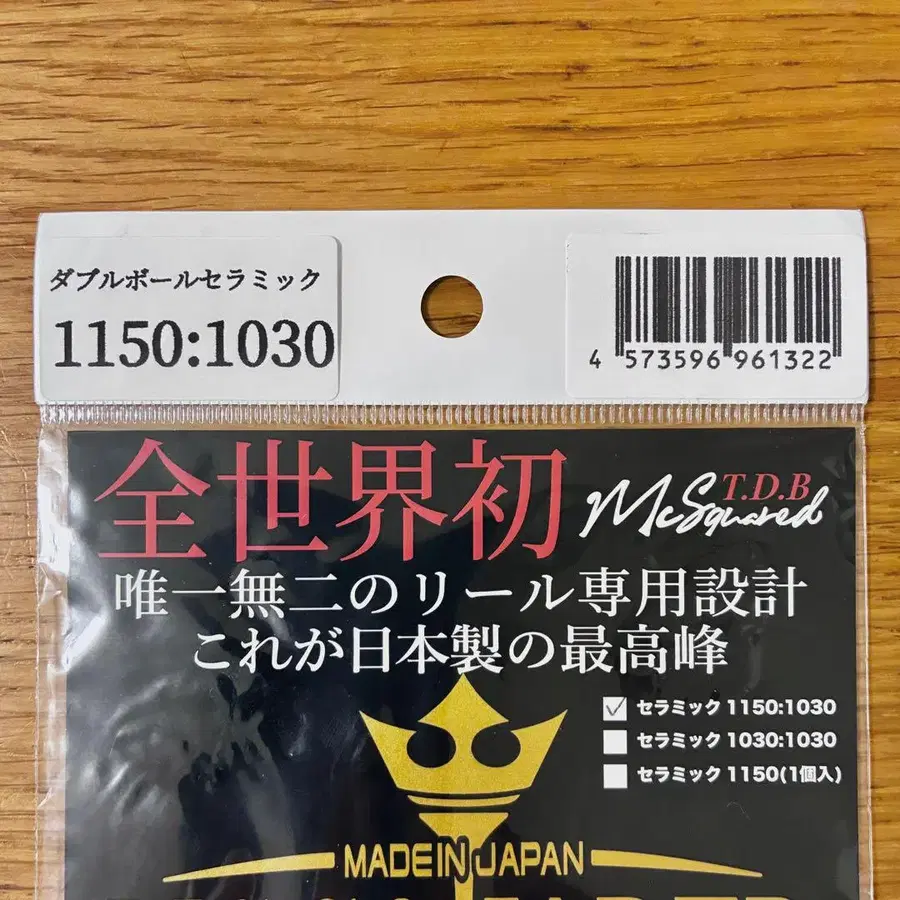 ダブルボールセラミック
1150:1030
4 573596 961322
全世界初
T.D.B
McSquared
唯一無二のリール専用設計
これが日本製の最高峰
セラミック 1150:1030
セラミック 1030:1030
セラミック 1150(1個入)
MADE IN JAPAN